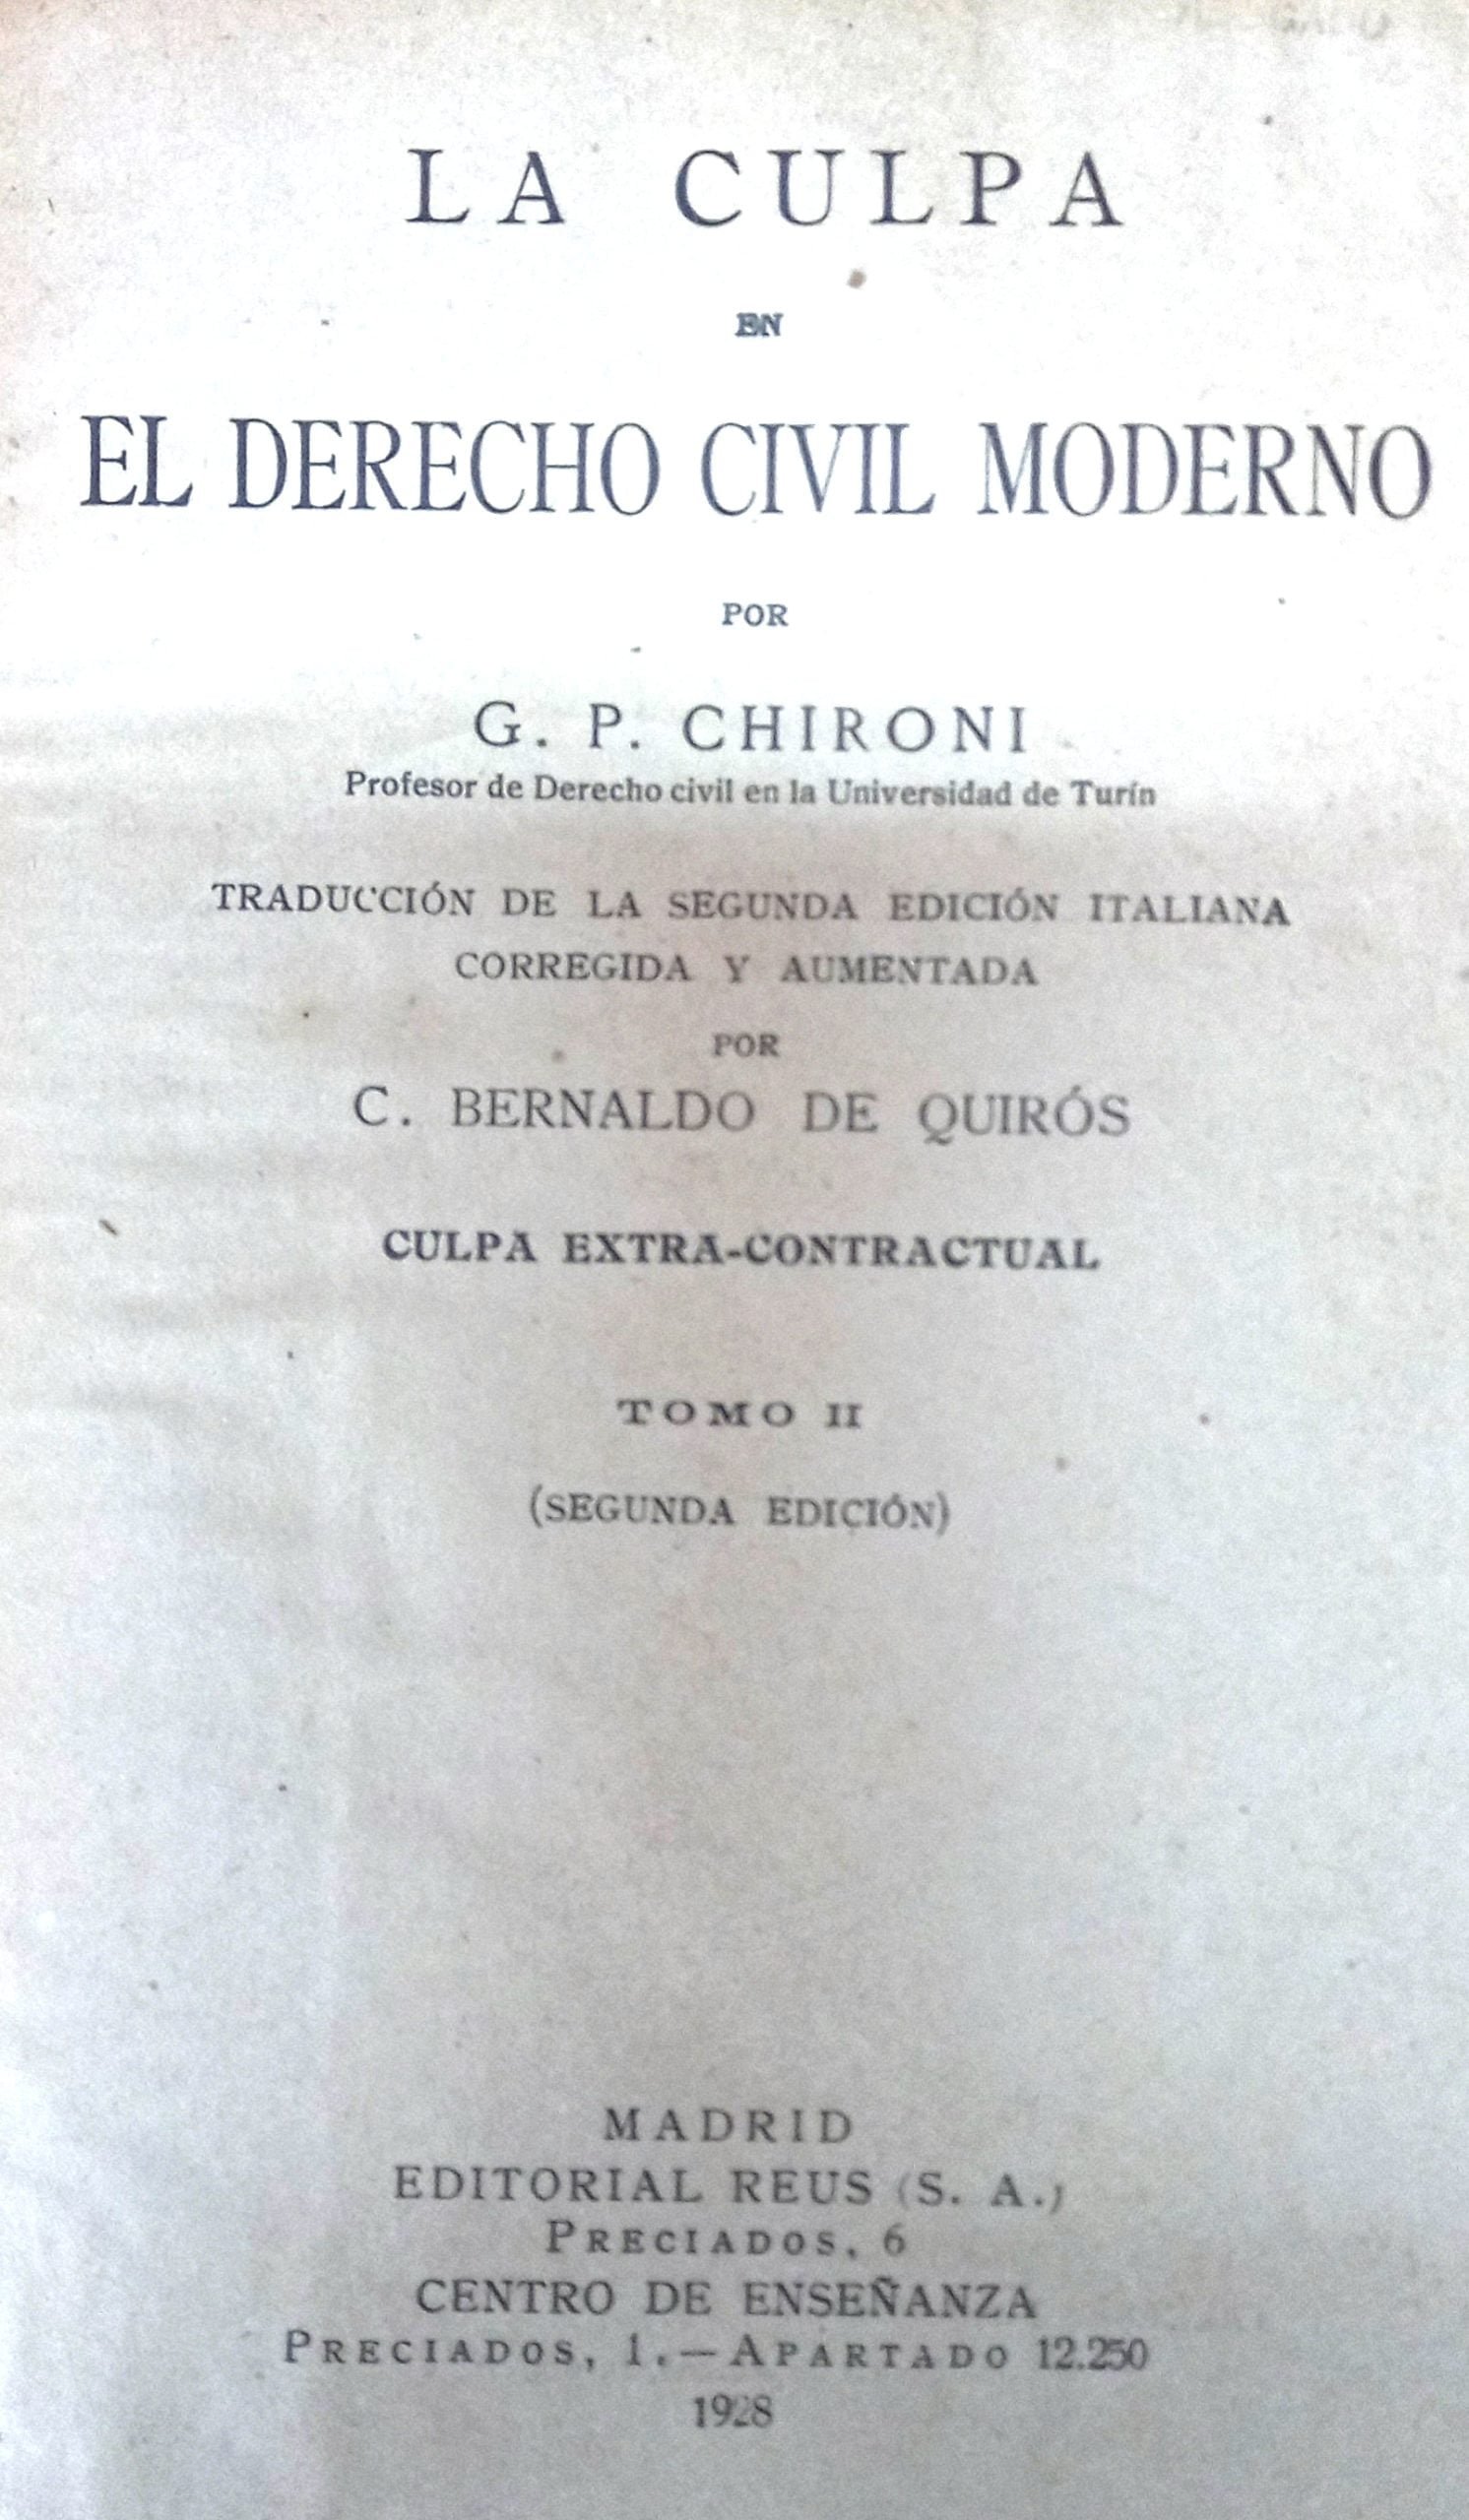 LA CULPA
EN
EL DERECHO CIVIL MODERNO
POR
G. P. CHIRONI
Profesor de Derecho civil en la Universidad de Turín
TRADUCCIÓN DE LA SEGUNDA EDICIÓN ITALIANA
CORREGIDA Y AUMENTADA
POR
C. BERNALDO DE QUIRÓS
CULPA EXTRA-CONTRACTUAL
TOMO II
(SEGUNDA EDICIÓN)
MADRID
EDITORIAL REUS (S. A.)
PRECIADOS, 6
CENTRO DE ENSEÑANZA
PRECIADOS, 1.—APARTADO 12.250
1928